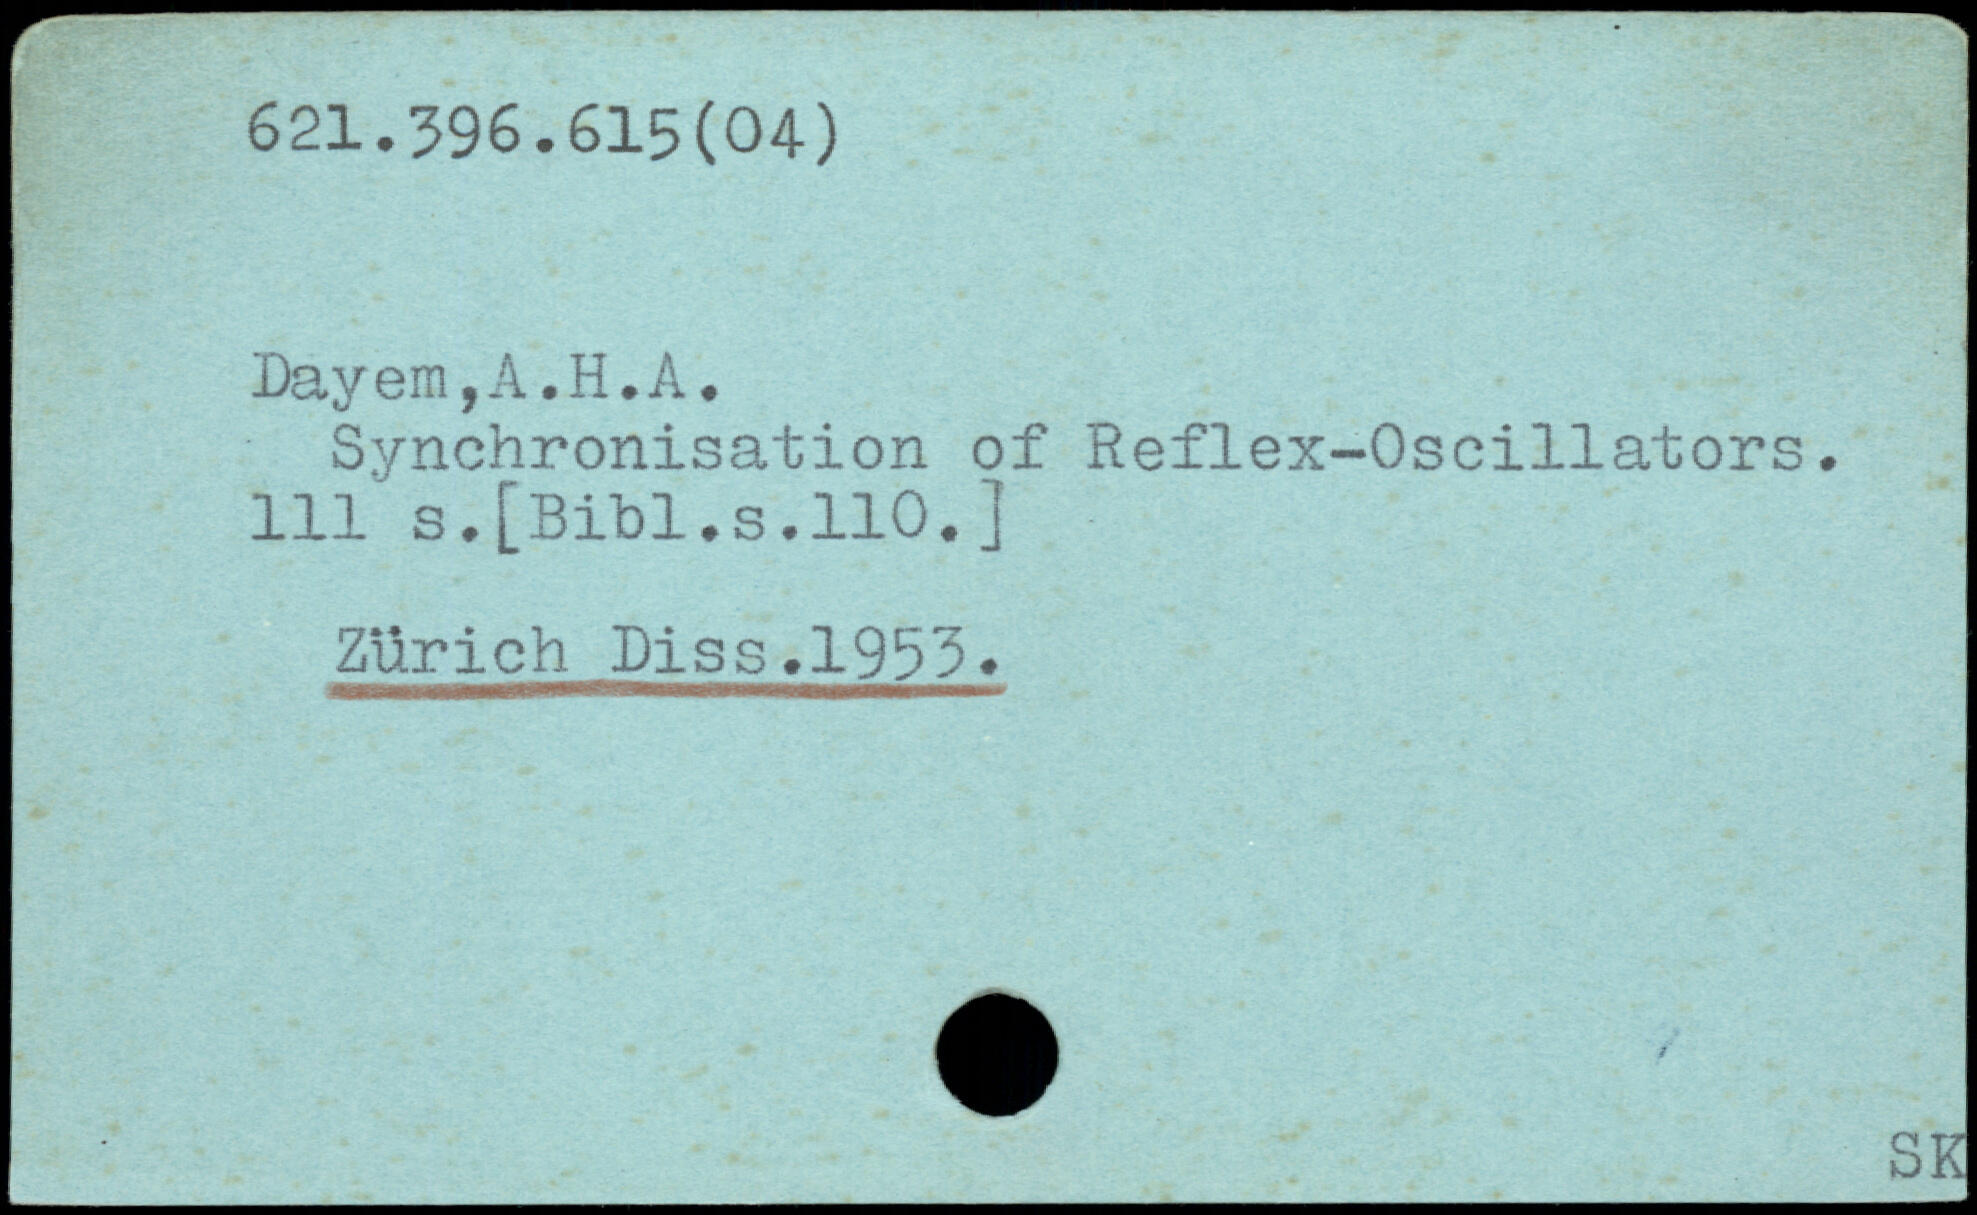 621.396.615(04)
Dayem,A.H.A.
Synchronisation of Reflex-Oscillators.
111 s.[Bibl.s.110.]
Zürich Diss.1953.
SK